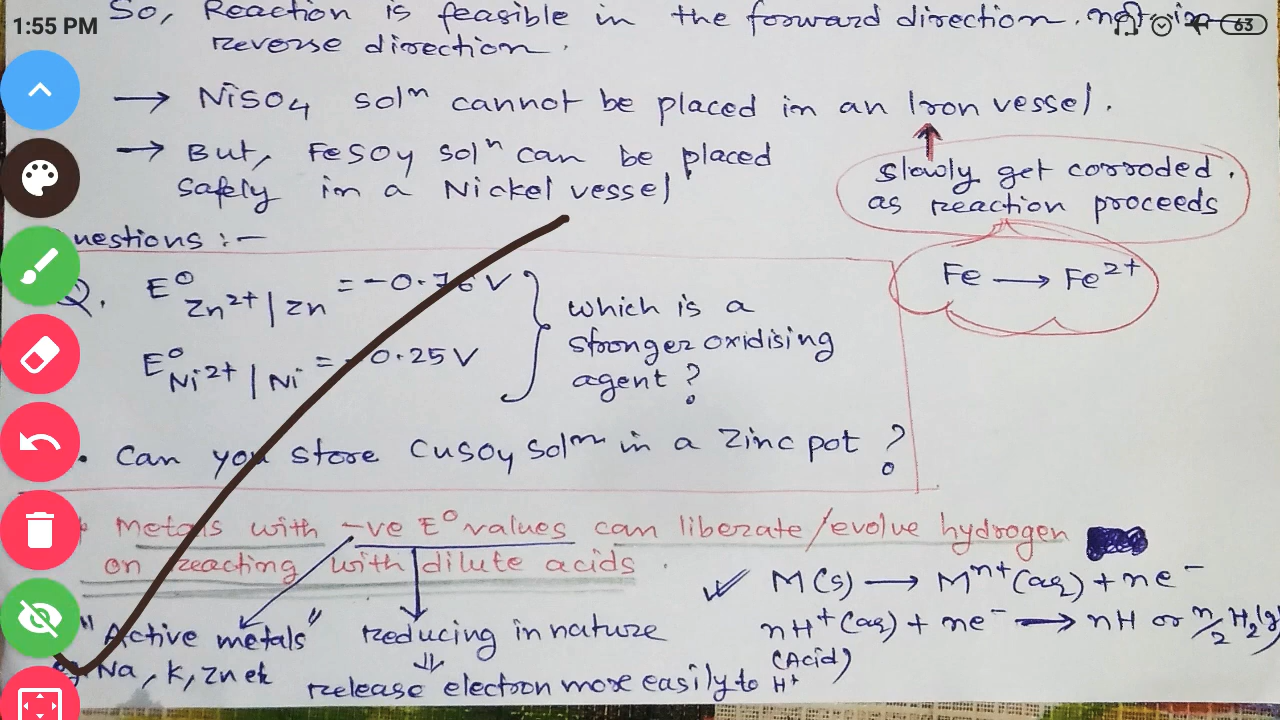 So, Reaction is feasible in the forward direction. not in
1:55 PM
63
reverse direction.
→ NiSO4 solⁿ cannot be placed in an Iron vessel.
→ But, FeSO4 solⁿ can be placed
safely in a Nickel vessel
slowly get corroded.
as reaction proceeds
Fe → Fe²⁺
uestions :-
Q. E⁰ Zn²⁺/Zn = -0.76 V
E⁰ Ni²⁺/Ni = -0.25 V
which is a
stronger oxidising
agent?
• Can you store CuSO4 solⁿ in a Zinc pot?
Metals with -ve E⁰ values can liberate/evolve hydrogen
on reacting with dilute acids.
"Active metals"
Na, K, Zn etc
reducing in nature
⇓
release electron more easily to H⁺
M(s) → Mⁿ⁺(aq) + ne⁻
nH⁺(aq) + ne⁻ → nH or n/2 H₂(g)
(Acid)